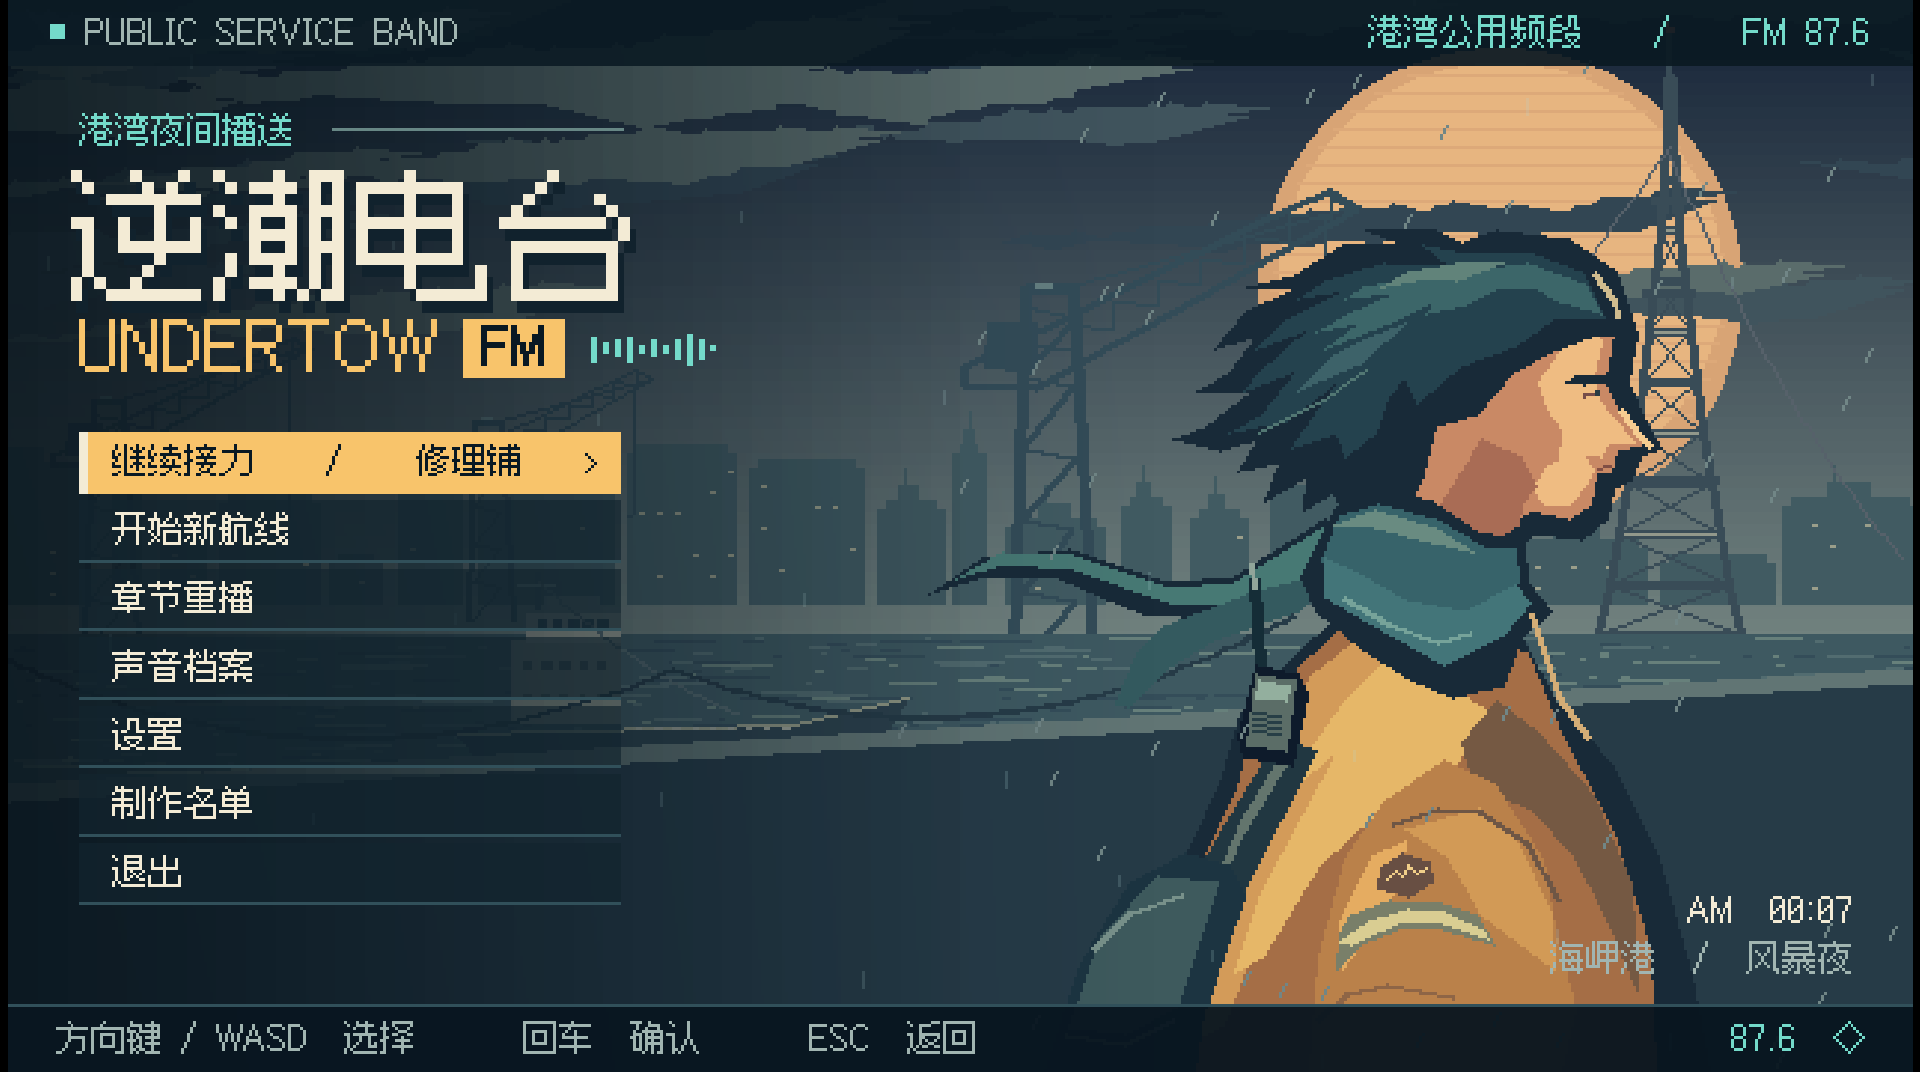 PUBLIC SERVICE BAND
港湾公用频段 / FM 87.6
港湾夜间播送
逆潮电台
UNDERTOW FM
继续接力 / 修理铺 >
开始新航线
章节重播
声音档案
设置
制作名单
退出
AM 00:07
海岬港 / 风暴夜
方向键 / WASD 选择 回车 确认 ESC 返回
87.6